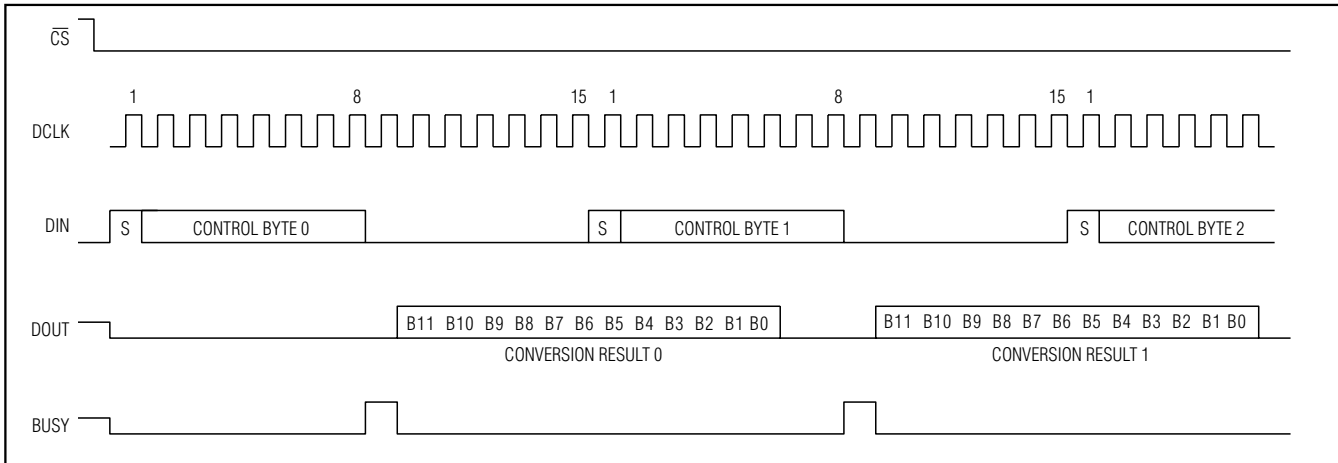 CS
1 8 15 1 8 15 1
DCLK
DIN S CONTROL BYTE 0 S CONTROL BYTE 1 S CONTROL BYTE 2
DOUT B11 B10 B9 B8 B7 B6 B5 B4 B3 B2 B1 B0 B11 B10 B9 B8 B7 B6 B5 B4 B3 B2 B1 B0
CONVERSION RESULT 0 CONVERSION RESULT 1
BUSY